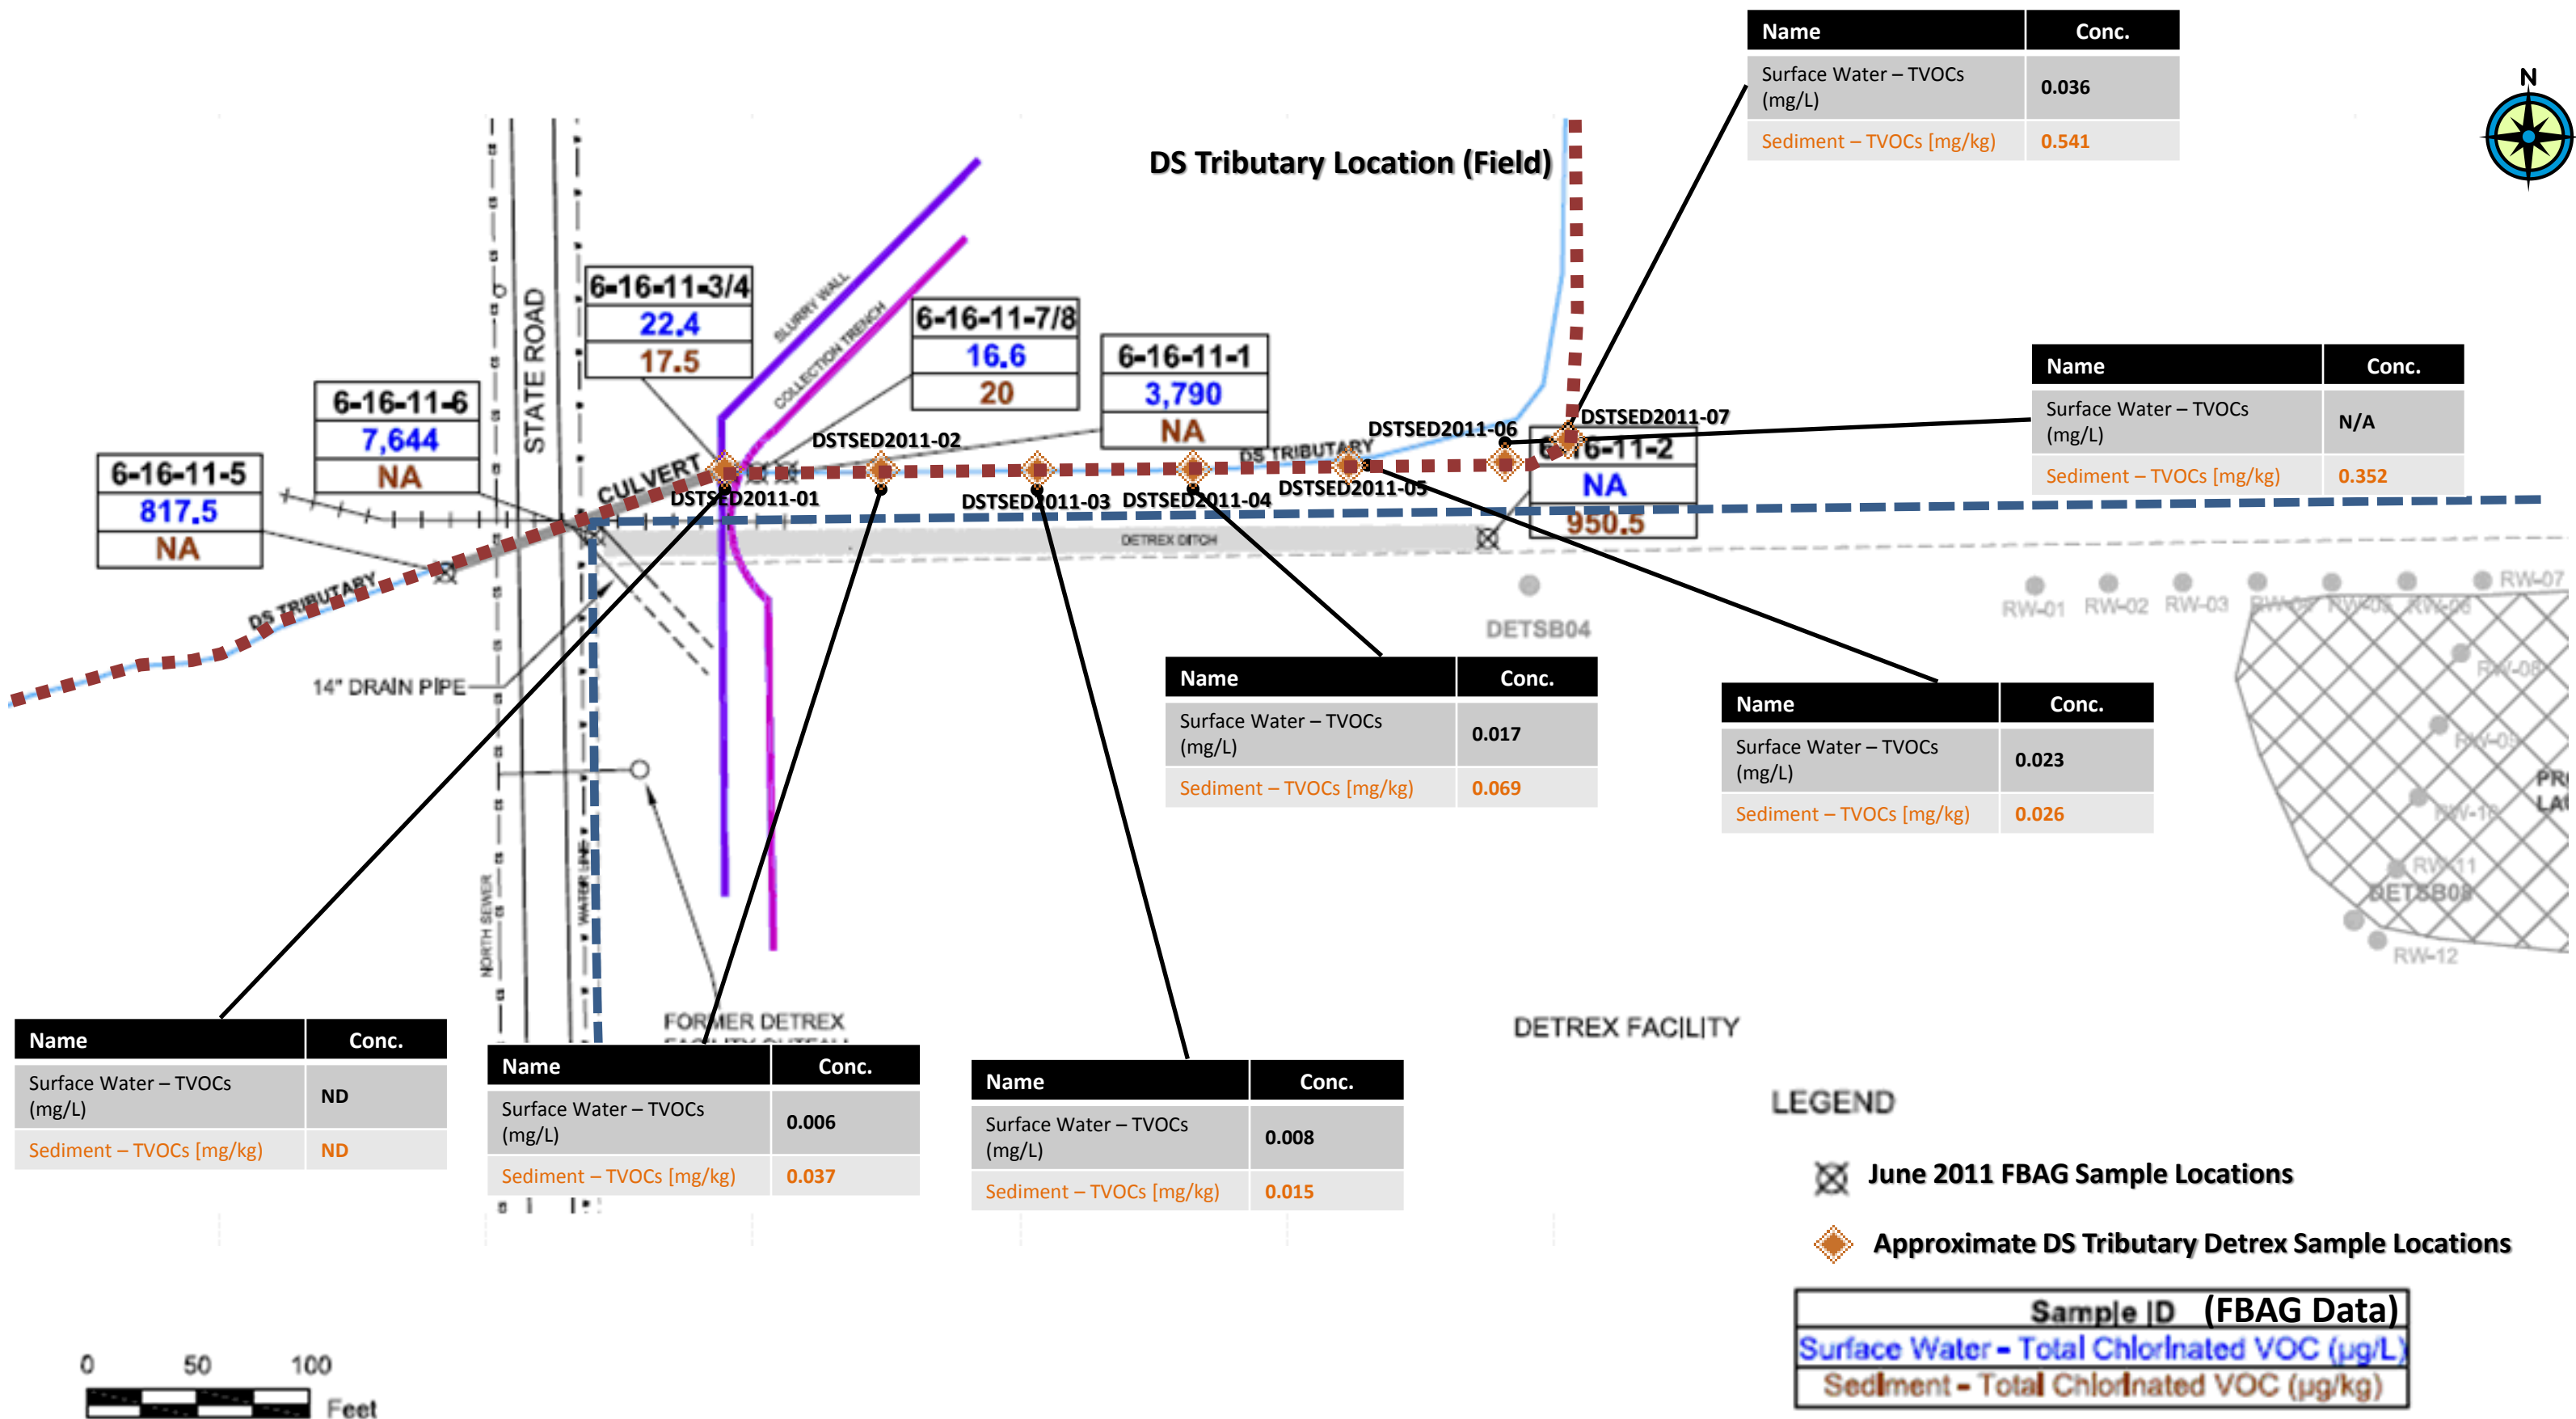 Name Conc.
Surface Water – TVOCs
(mg/L) 0.036
Sediment – TVOCs [mg/kg] 0.541
N
DS Tributary Location (Field)
6-16-11-3/4
22.4
17.5
SLURRY WALL
COLLECTION TRENCH
6-16-11-7/8
16.6
20
6-16-11-1
3,790
NA
STATE ROAD
6-16-11-6
7,644
NA
6-16-11-5
817.5
NA
Name Conc.
Surface Water – TVOCs
(mg/L) N/A
Sediment – TVOCs [mg/kg] 0.352
DSTSED2011-07
DSTSED2011-06
DSTSED2011-02
DS TRIBUTARY
6-16-11-2
NA
950.5
CULVERT
DSTSED2011-01
DSTSED2011-03
DSTSED2011-04
DSTSED2011-05
DETREX DITCH
DS TRIBUTARY
14" DRAIN PIPE
DETSB04
RW-01
RW-02
RW-03
RW-04
RW-05
RW-06
RW-07
Name Conc.
Surface Water – TVOCs
(mg/L) 0.017
Sediment – TVOCs [mg/kg] 0.069
Name Conc.
Surface Water – TVOCs
(mg/L) 0.023
Sediment – TVOCs [mg/kg] 0.026
RW-11
DETSB08
RW-12
NORTH SEWER
WATER LINE
FORMER DETREX
DETREX FACILITY
Name Conc.
Surface Water – TVOCs
(mg/L) ND
Sediment – TVOCs [mg/kg] ND
Name Conc.
Surface Water – TVOCs
(mg/L) 0.006
Sediment – TVOCs [mg/kg] 0.037
Name Conc.
Surface Water – TVOCs
(mg/L) 0.008
Sediment – TVOCs [mg/kg] 0.015
LEGEND
June 2011 FBAG Sample Locations
Approximate DS Tributary Detrex Sample Locations
Sample ID (FBAG Data)
Surface Water - Total Chlorinated VOC (µg/L)
Sediment - Total Chlorinated VOC (µg/kg)
0 50 100
Feet